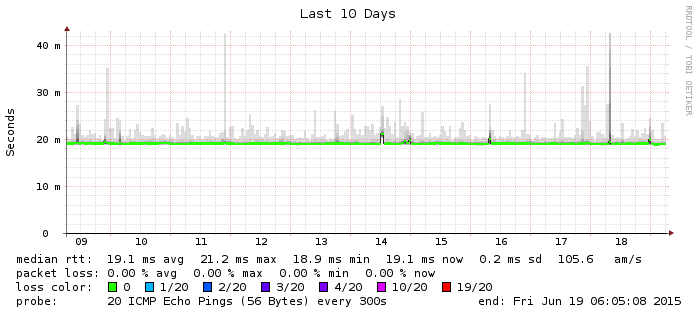 Last 10 Days
RRDTOOL / TOBI OETIKER
Seconds
40 m
30 m
20 m
10 m
0
09 10 11 12 13 14 15 16 17 18
median rtt: 19.1 ms avg 21.2 ms max 18.9 ms min 19.1 ms now 0.2 ms sd 105.6 am/s
packet loss: 0.00 % avg 0.00 % max 0.00 % min 0.00 % now
loss color: 0 1/20 2/20 3/20 4/20 10/20 19/20
probe: 20 ICMP Echo Pings (56 Bytes) every 300s end: Fri Jun 19 06:05:08 2015